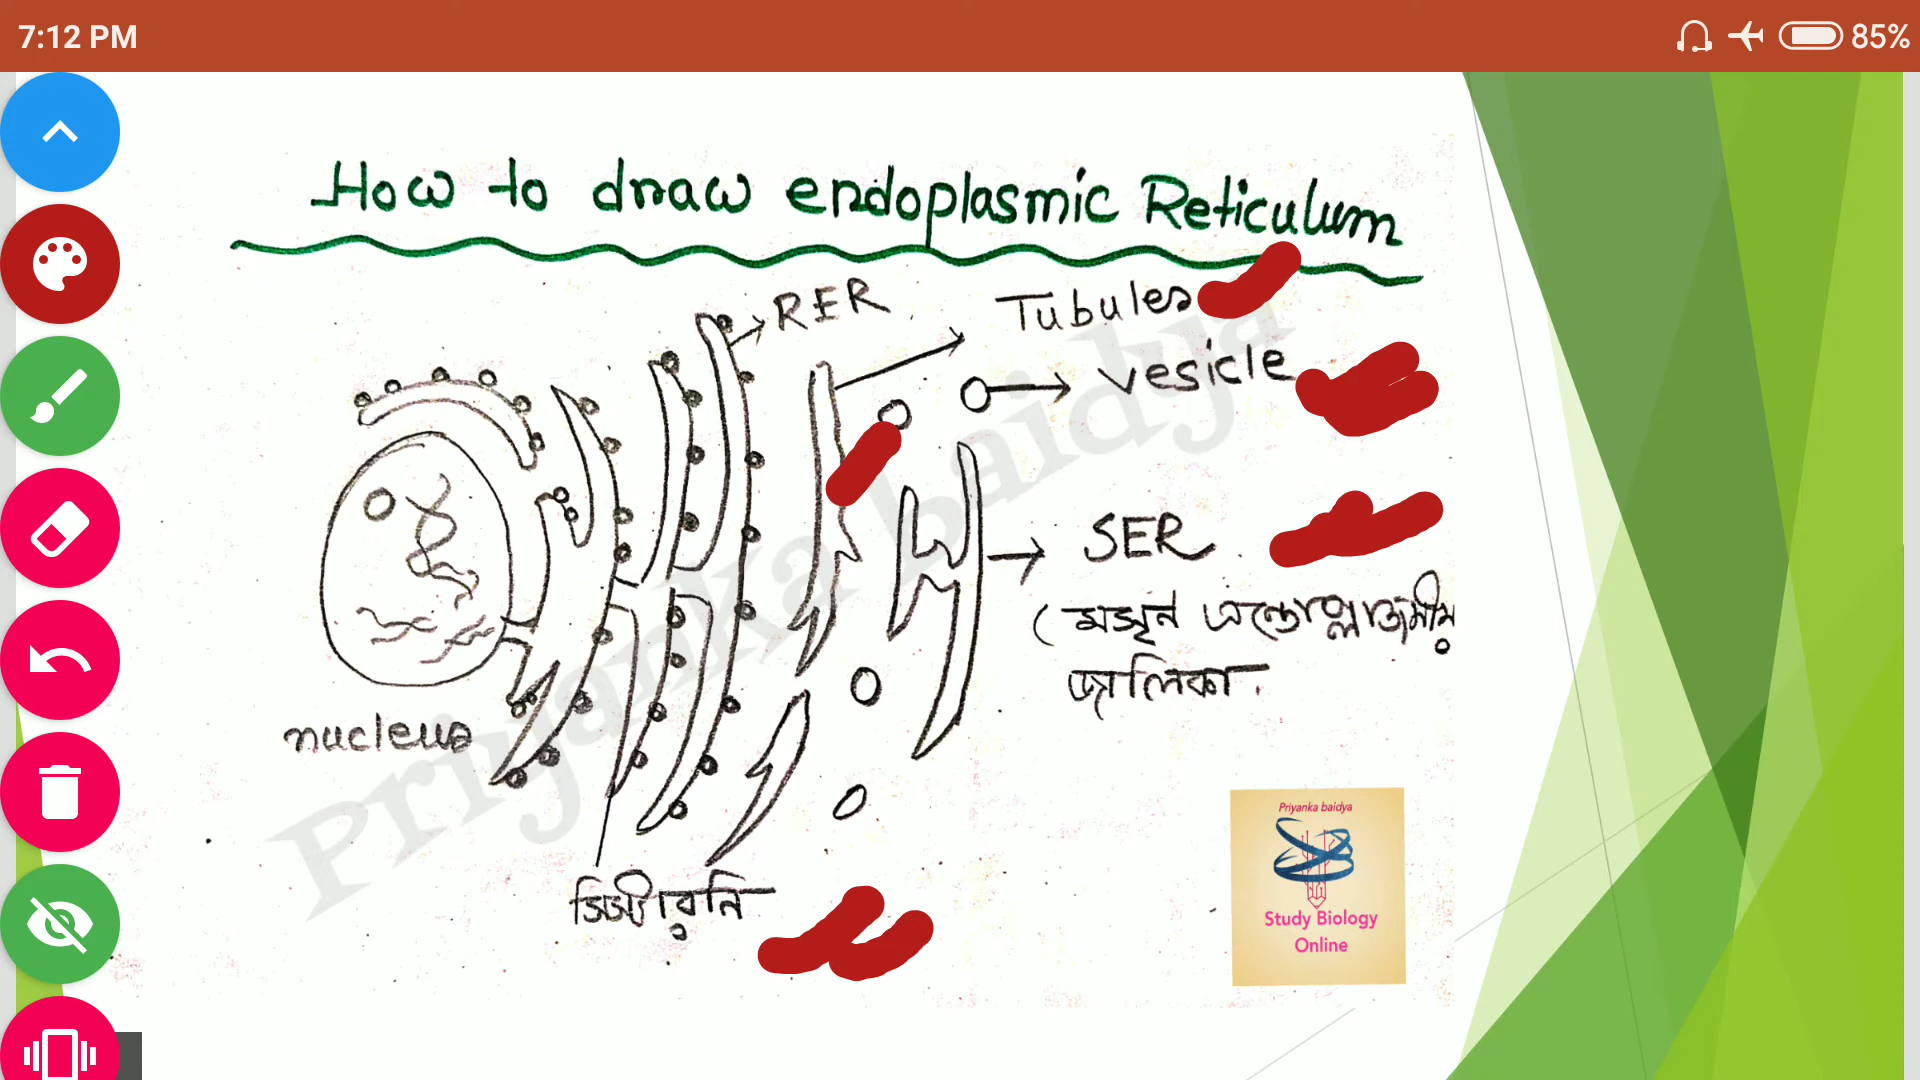 7:12 PM
85%
How to draw endoplasmic Reticulum
RER
Tubules
vesicle
SER
(মসৃন এন্ডোপ্লাজমীয়
জালিকা.
nucleus
সিস্টারনি
Priyanka baidya
Priyanka baidya
Study Biology
Online